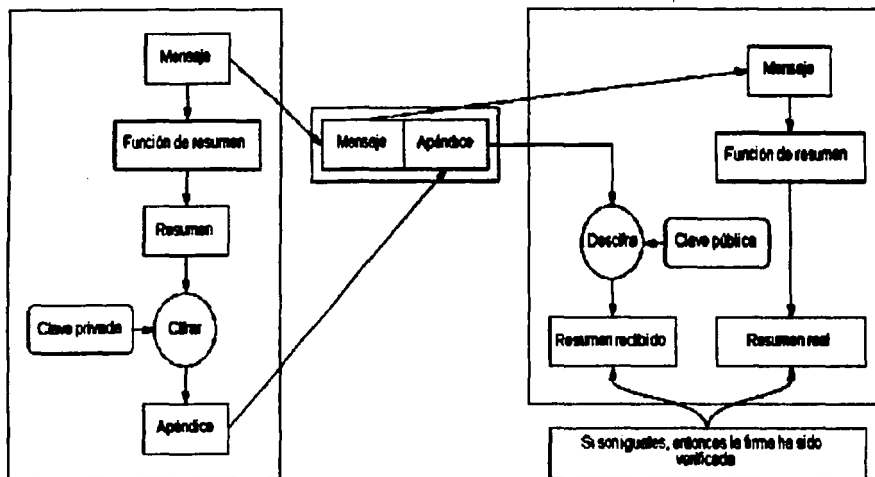 Mensaje
Función de resumen
Resumen
Clave privada
Cifrar
Apéndice
Mensaje
Apéndice
Mensaje
Función de resumen
Descifra
Clave pública
Resumen recibido
Resumen real
Si son iguales, entonces la firma ha sido
verificada